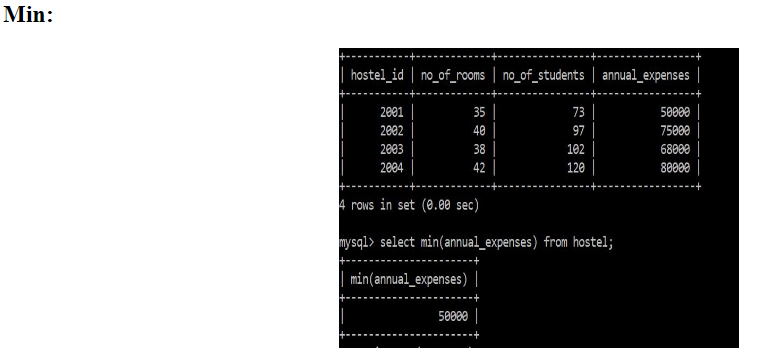 Min:
+-----------+-------------+----------------+-----------------+
| hostel_id | no_of_rooms | no_of_students | annual_expenses |
+-----------+-------------+----------------+-----------------+
|      2001 |          35 |             73 |           50000 |
|      2002 |          40 |             97 |           75000 |
|      2003 |          38 |            102 |           68000 |
|      2004 |          42 |            120 |           80000 |
+-----------+-------------+----------------+-----------------+
4 rows in set (0.00 sec)
mysql> select min(annual_expenses) from hostel;
+----------------------+
| min(annual_expenses) |
+----------------------+
|                50000 |
+----------------------+